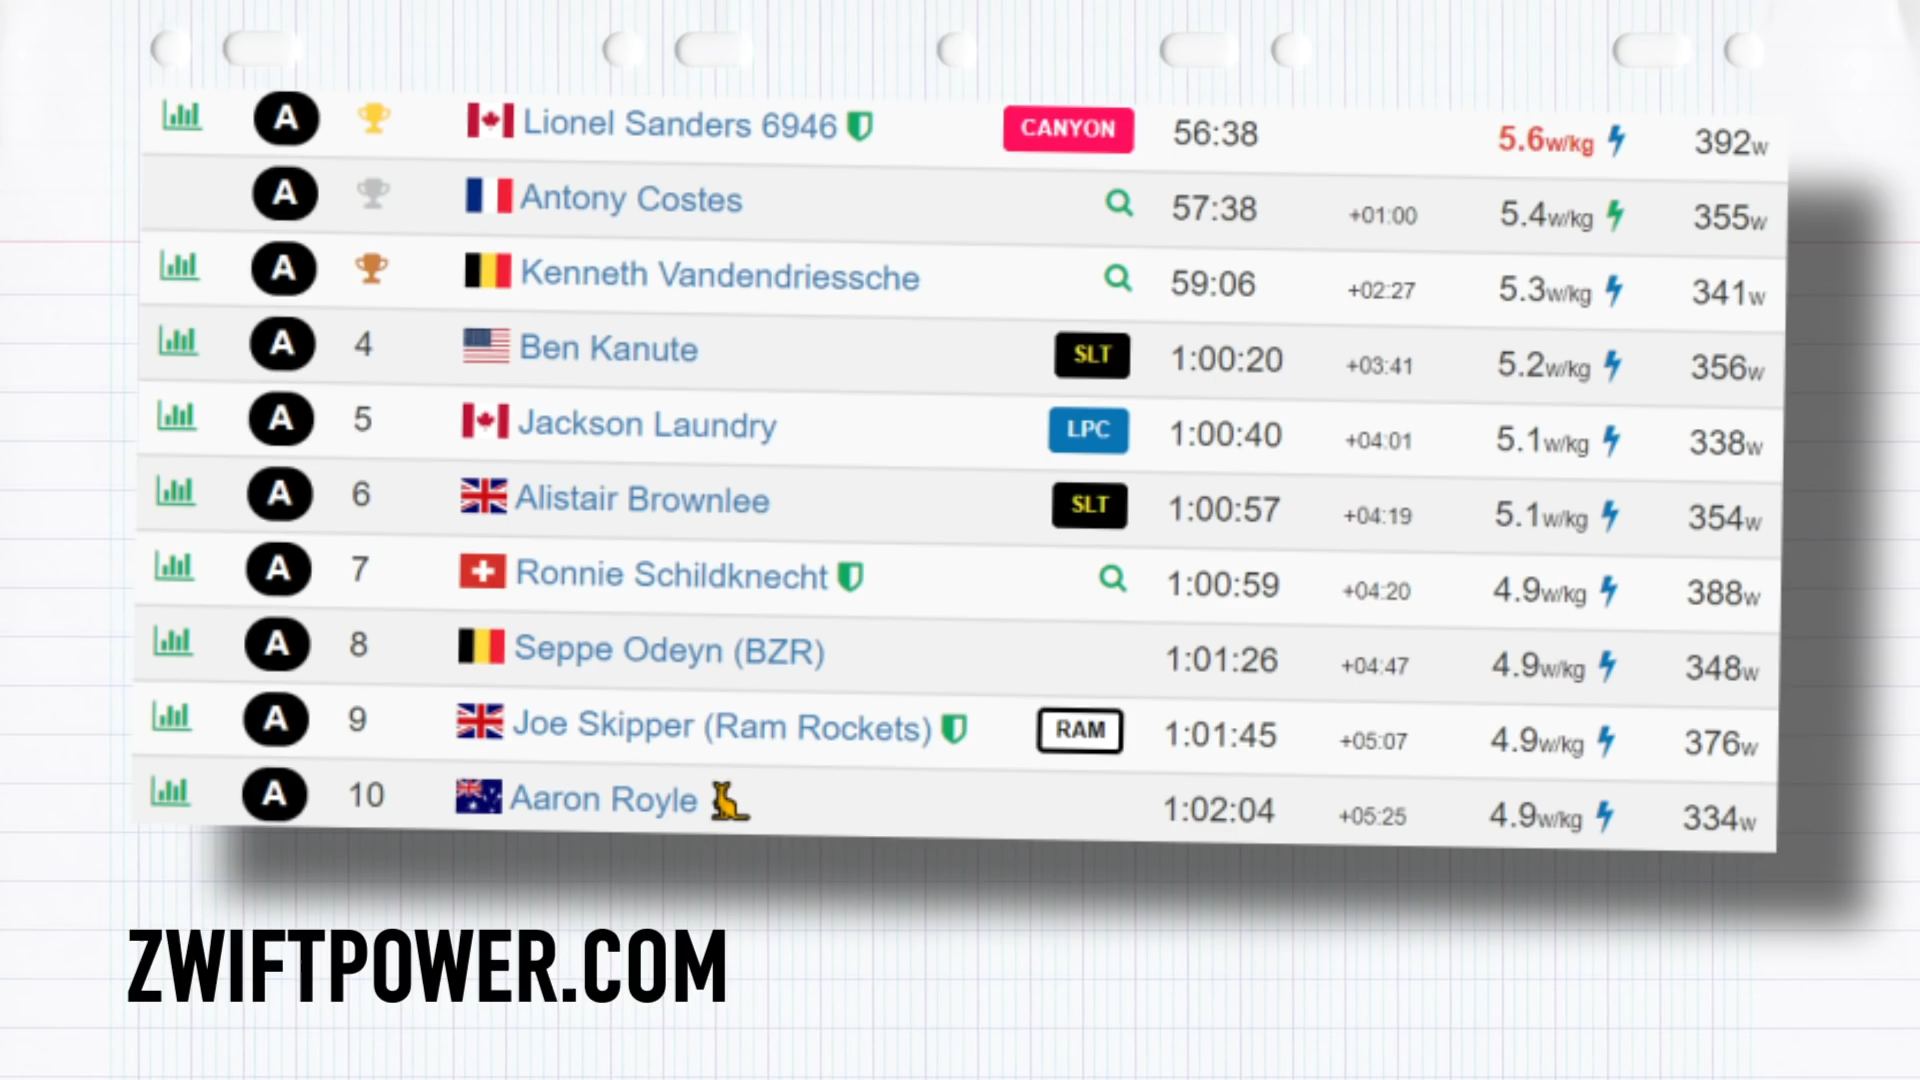 A Lionel Sanders 6946 CANYON 56:38 5.6w/kg 392w
A Antony Costes 57:38 +01:00 5.4w/kg 355w
A Kenneth Vandendriessche 59:06 +02:27 5.3w/kg 341w
A 4 Ben Kanute SLT 1:00:20 +03:41 5.2w/kg 356w
A 5 Jackson Laundry LPC 1:00:40 +04:01 5.1w/kg 338w
A 6 Alistair Brownlee SLT 1:00:57 +04:19 5.1w/kg 354w
A 7 Ronnie Schildknecht 1:00:59 +04:20 4.9w/kg 388w
A 8 Seppe Odeyn (BZR) 1:01:26 +04:47 4.9w/kg 348w
A 9 Joe Skipper (Ram Rockets) RAM 1:01:45 +05:07 4.9w/kg 376w
A 10 Aaron Royle 1:02:04 +05:25 4.9w/kg 334w
ZWIFTPOWER.COM